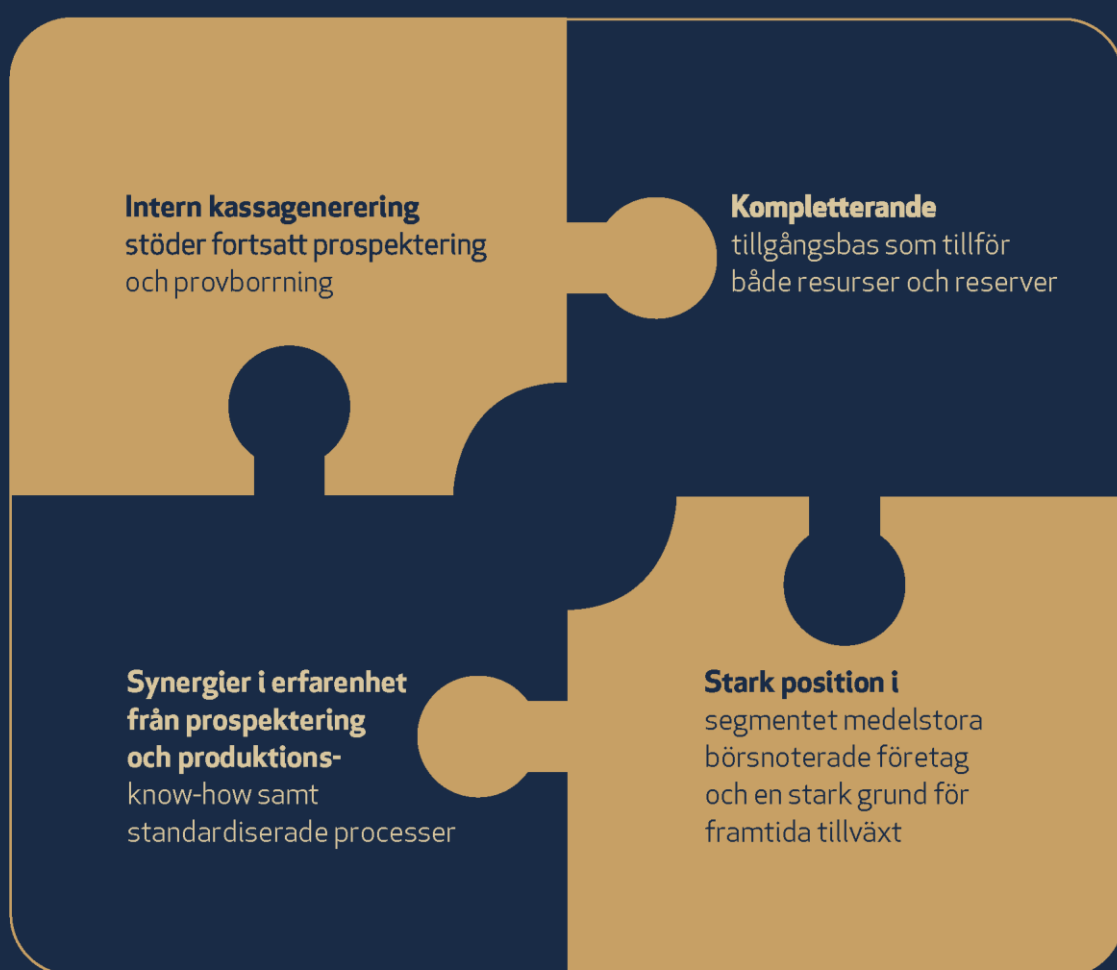 Intern kassagenerering
stöder fortsatt prospektering
och provborrning
Kompletterande
tillgångsbas som tillför
både resurser och reserver
Synergier i erfarenhet
från prospektering
och produktions-
know-how samt
standardiserade processer
Stark position i
segmentet medelstora
börsnoterade företag
och en stark grund för
framtida tillväxt